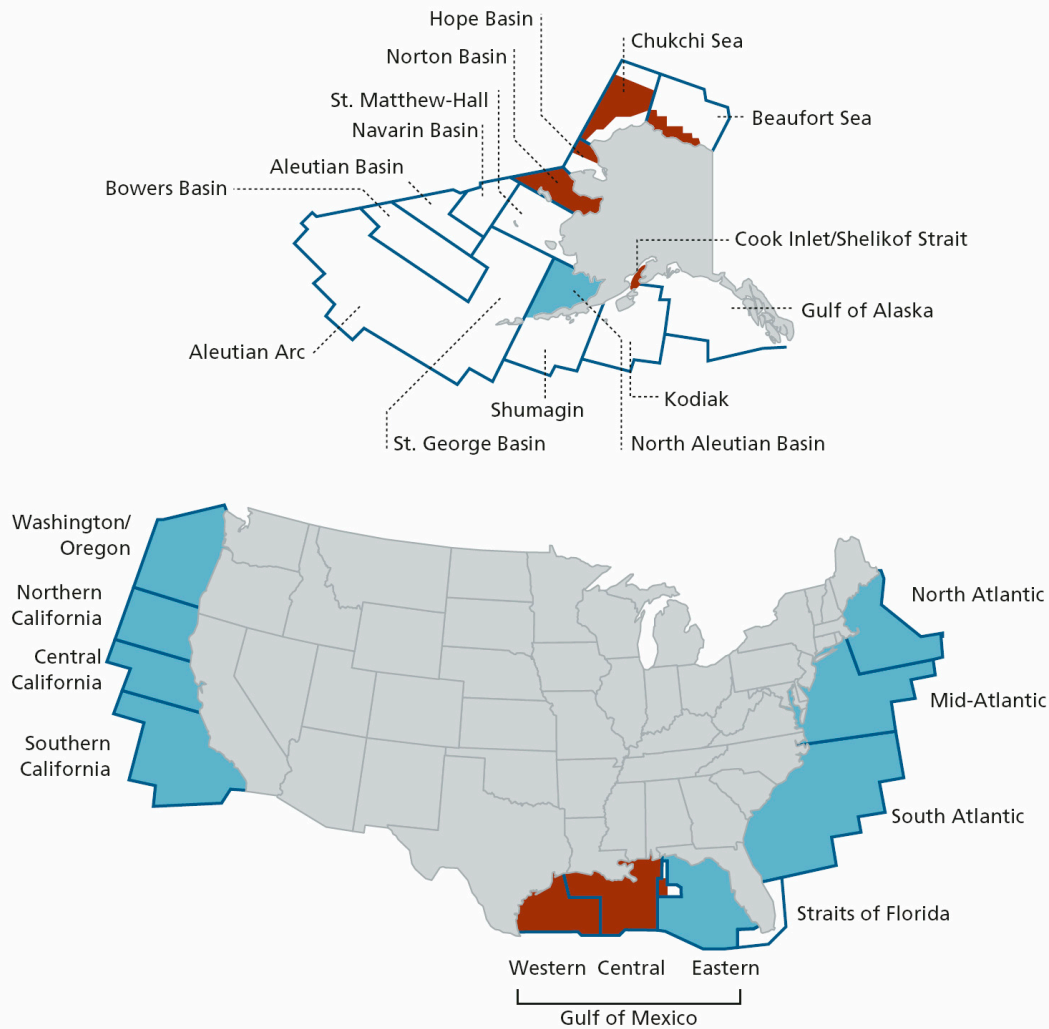 Hope Basin
Chukchi Sea
Norton Basin
St. Matthew-Hall
Beaufort Sea
Navarin Basin
Aleutian Basin
Bowers Basin
Cook Inlet/Shelikof Strait
Gulf of Alaska
Aleutian Arc
Kodiak
Shumagin
St. George Basin
North Aleutian Basin
Washington/
Oregon
Northern
California
Central
California
Southern
California
North Atlantic
Mid-Atlantic
South Atlantic
Straits of Florida
Western Central Eastern
Gulf of Mexico